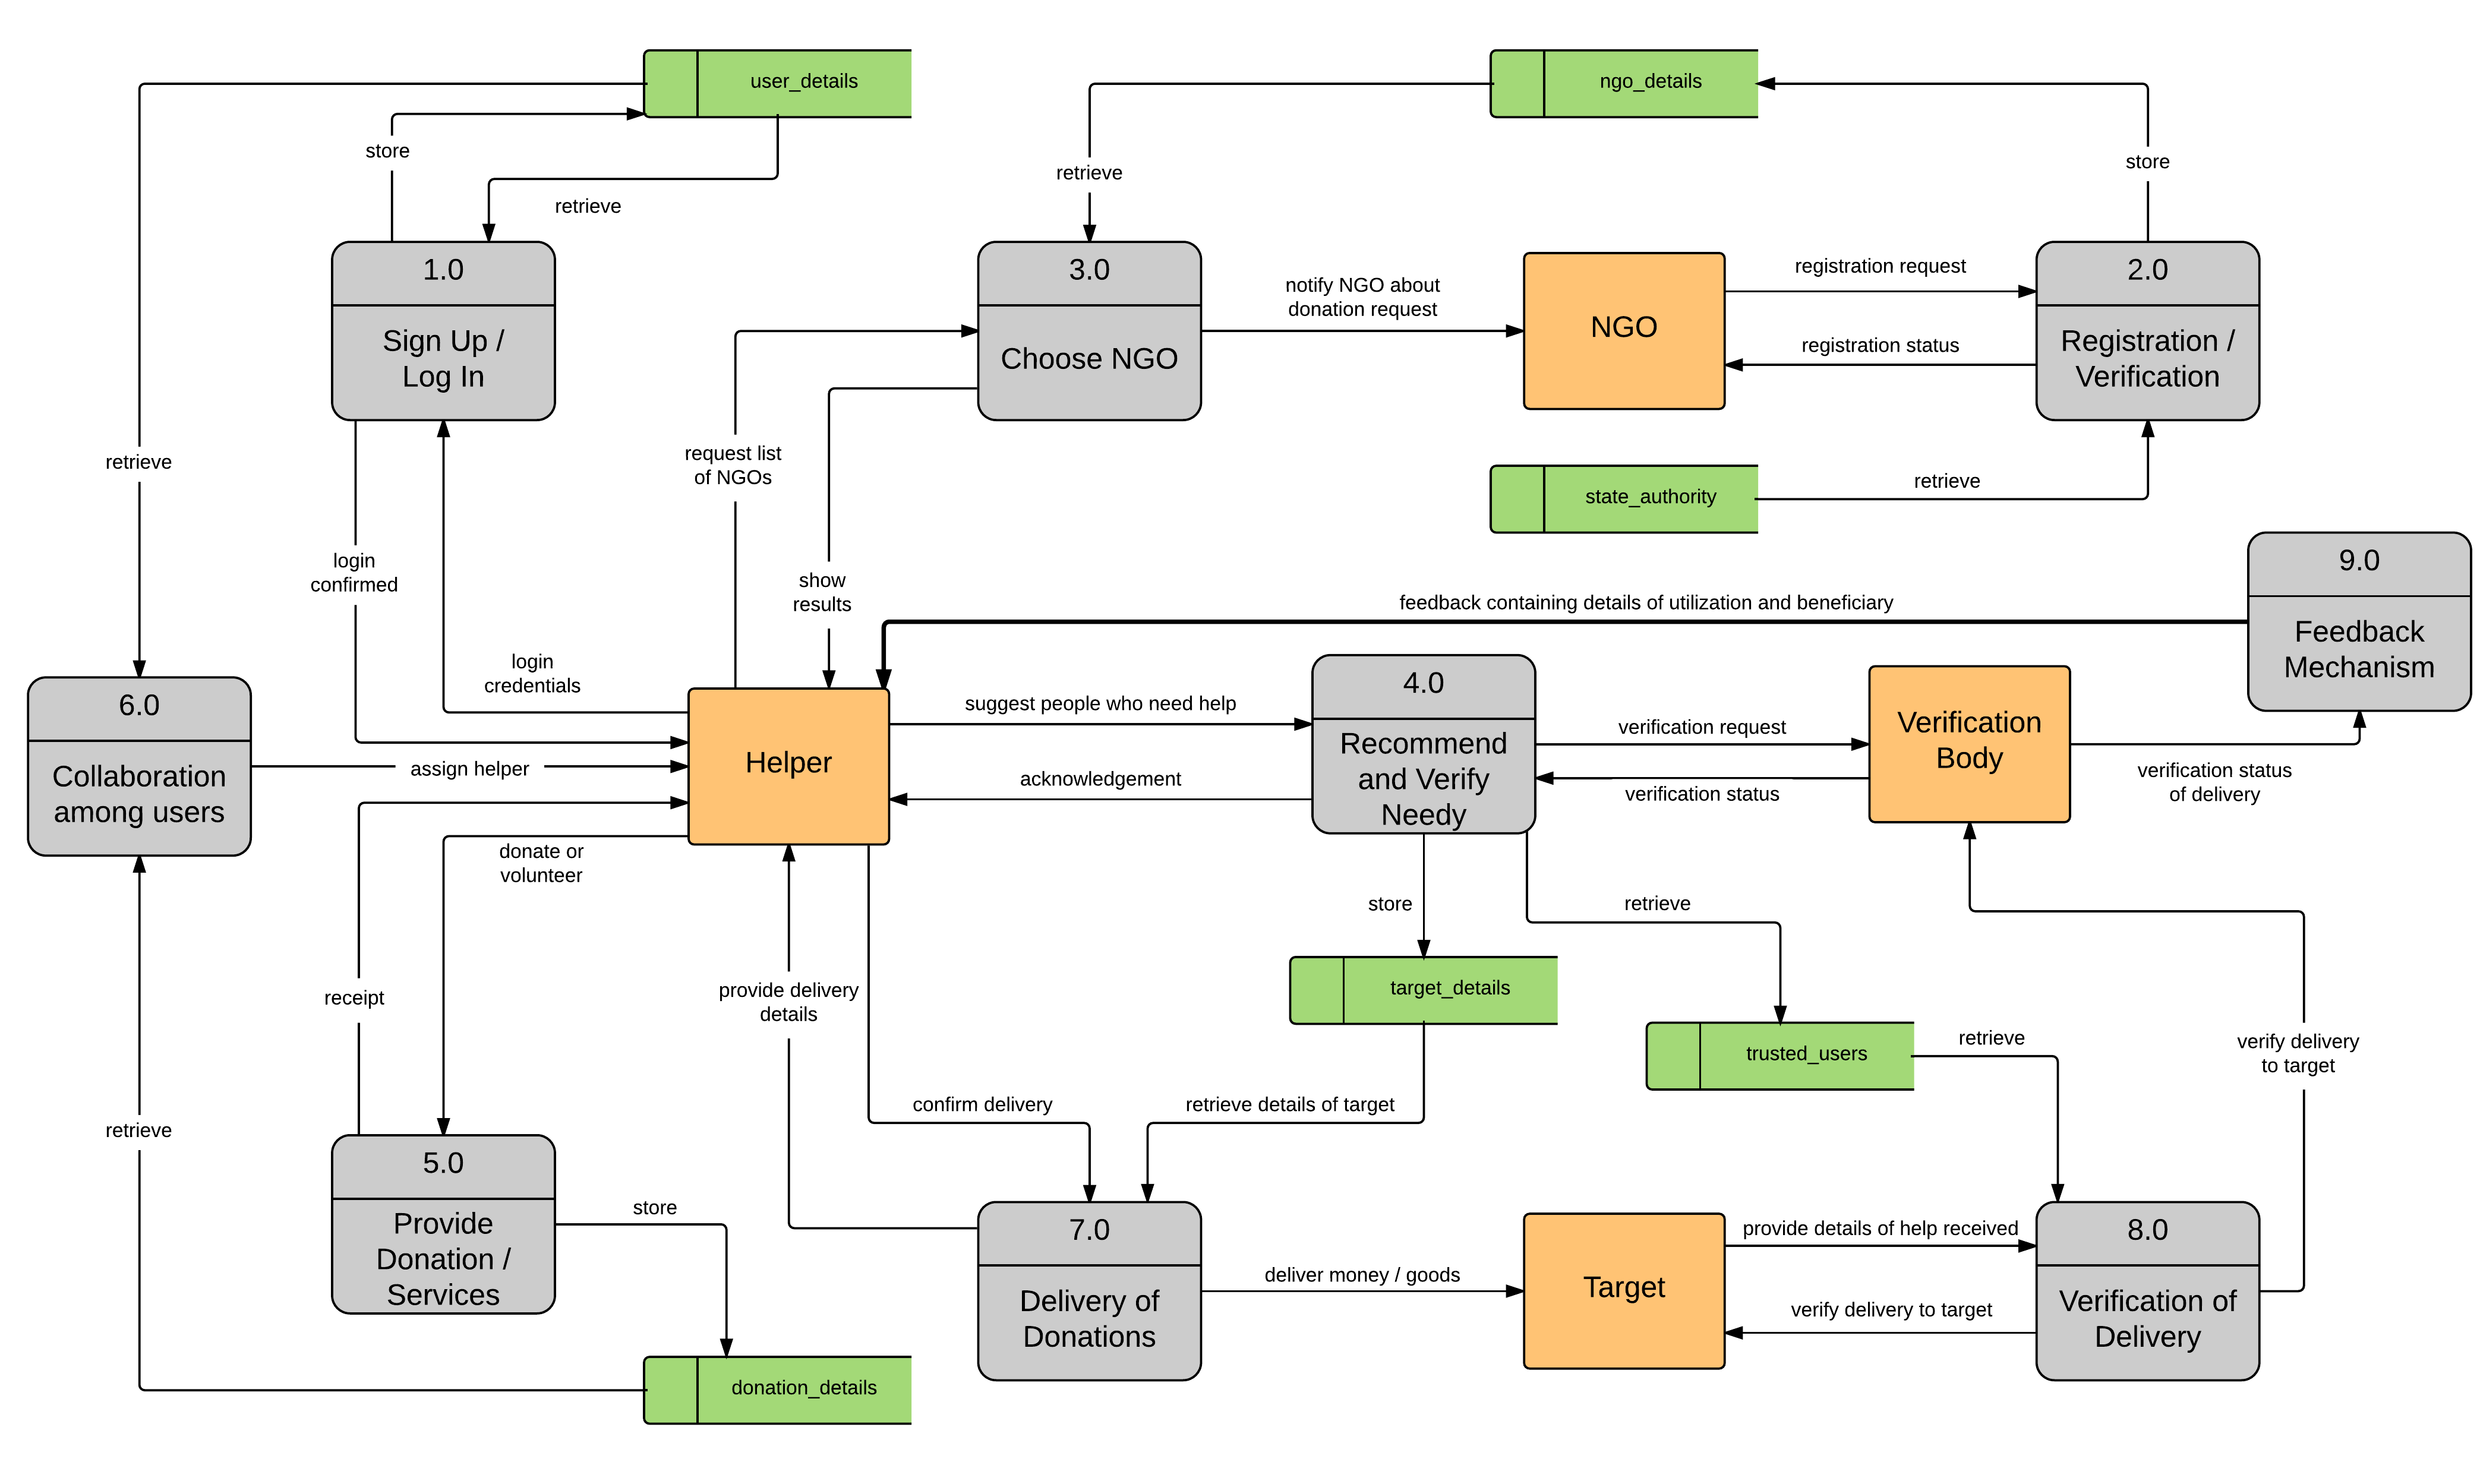 user_details
ngo_details
store
retrieve
retrieve
store
1.0
Sign Up /
Log In
3.0
Choose NGO
notify NGO about
donation request
NGO
registration request
registration status
2.0
Registration /
Verification
retrieve
request list
of NGOs
state_authority
retrieve
login
confirmed
show
results
9.0
Feedback
Mechanism
feedback containing details of utilization and beneficiary
login
credentials
6.0
Collaboration
among users
assign helper
Helper
suggest people who need help
acknowledgement
4.0
Recommend
and Verify
Needy
verification request
verification status
Verification
Body
verification status
of delivery
donate or
volunteer
store
retrieve
receipt
provide delivery
details
target_details
trusted_users
retrieve
verify delivery
to target
retrieve
confirm delivery
retrieve details of target
5.0
Provide
Donation /
Services
store
7.0
Delivery of
Donations
deliver money / goods
Target
provide details of help received
verify delivery to target
8.0
Verification of
Delivery
donation_details